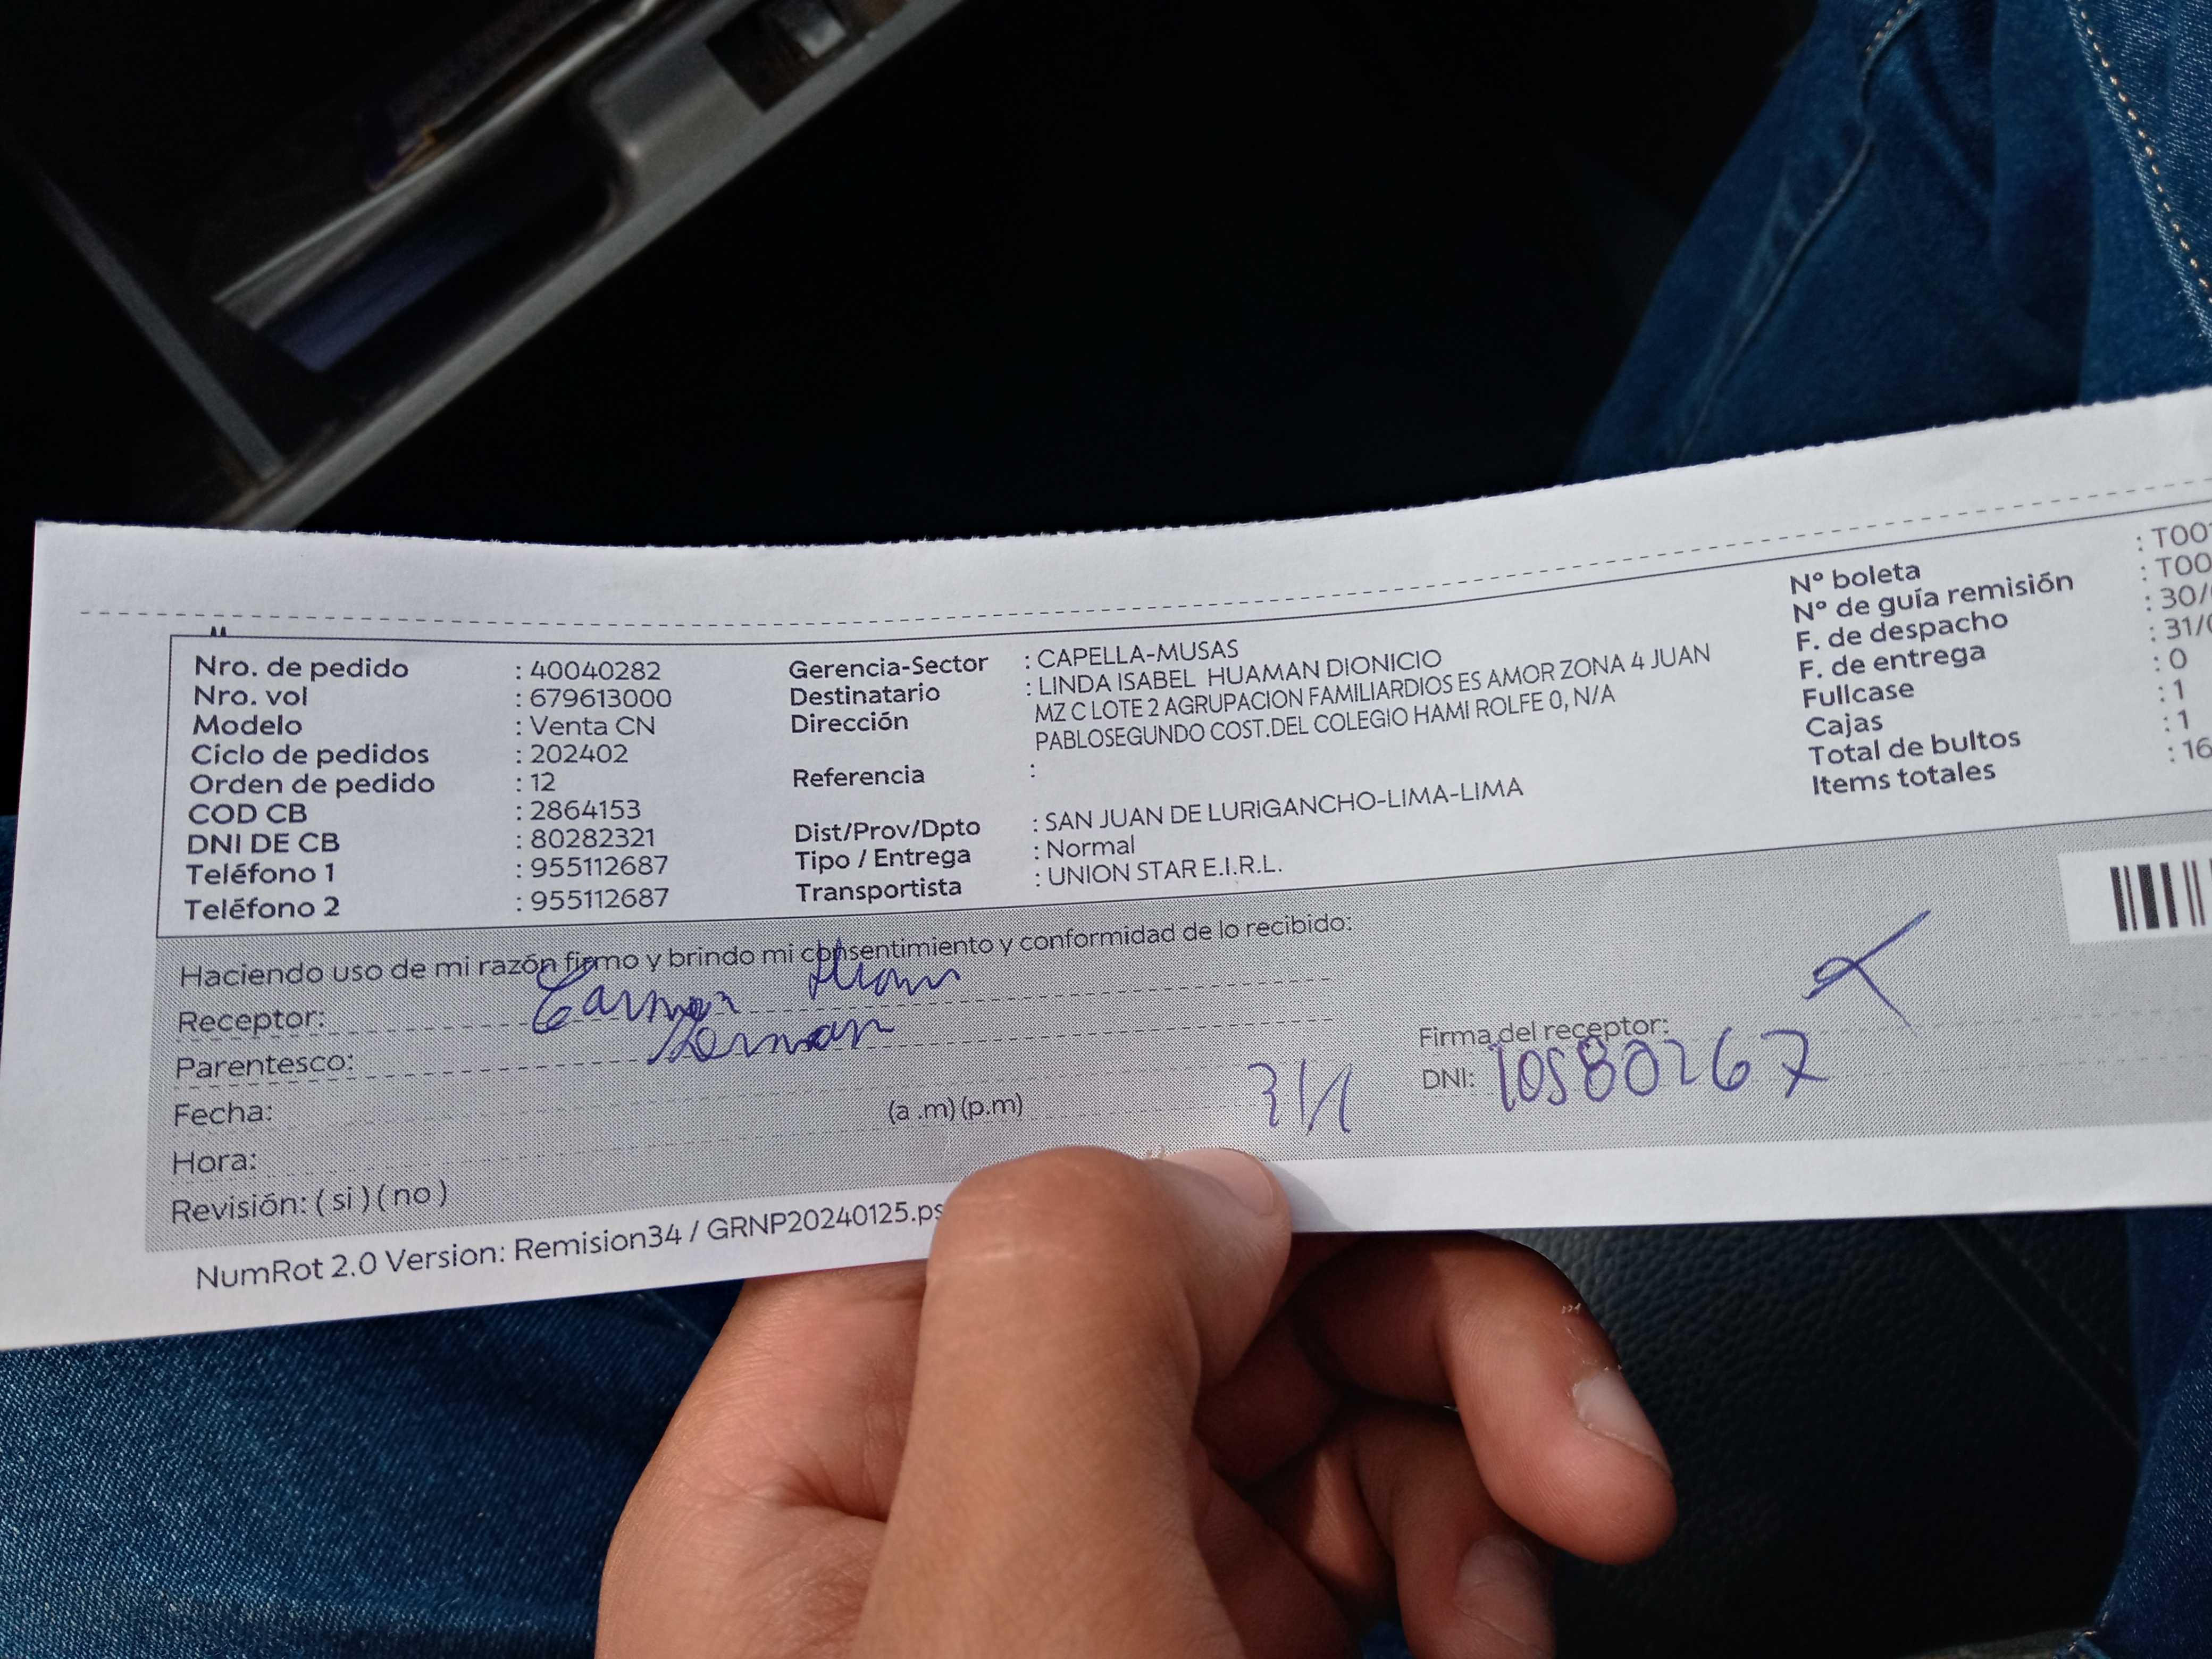 Nro. de pedido : 40040282
Nro. vol : 679613000
Modelo : Venta CN
Ciclo de pedidos : 202402
Orden de pedido : 12
COD CB : 2864153
DNI DE CB : 80282321
Teléfono 1 : 955112687
Teléfono 2 : 955112687
Gerencia-Sector : CAPELLA-MUSAS
Destinatario : LINDA ISABEL HUAMAN DIONICIO
Dirección : MZ C LOTE 2 AGRUPACION FAMILIARDIOS ES AMOR ZONA 4 JUAN
PABLOSEGUNDO COST.DEL COLEGIO HAMI ROLFE 0, N/A
Referencia :
Dist/Prov/Dpto : SAN JUAN DE LURIGANCHO-LIMA-LIMA
Tipo / Entrega : Normal
Transportista : UNION STAR E.I.R.L.
Nº boleta : T00
Nº de guía remisión : T00
F. de despacho : 30/
F. de entrega : 31/0
Fullcase : 0
Cajas : 1
Total de bultos : 1
Items totales : 16
Haciendo uso de mi razón firmo y brindo mi consentimiento y conformidad de lo recibido:
Receptor:
Parentesco:
Fecha:
(a .m) (p.m) 31/1
Hora:
Revisión: ( si ) ( no )
Firma del receptor:
DNI: 10580267
NumRot 2.0 Version: Remision34 / GRNP20240125.ps